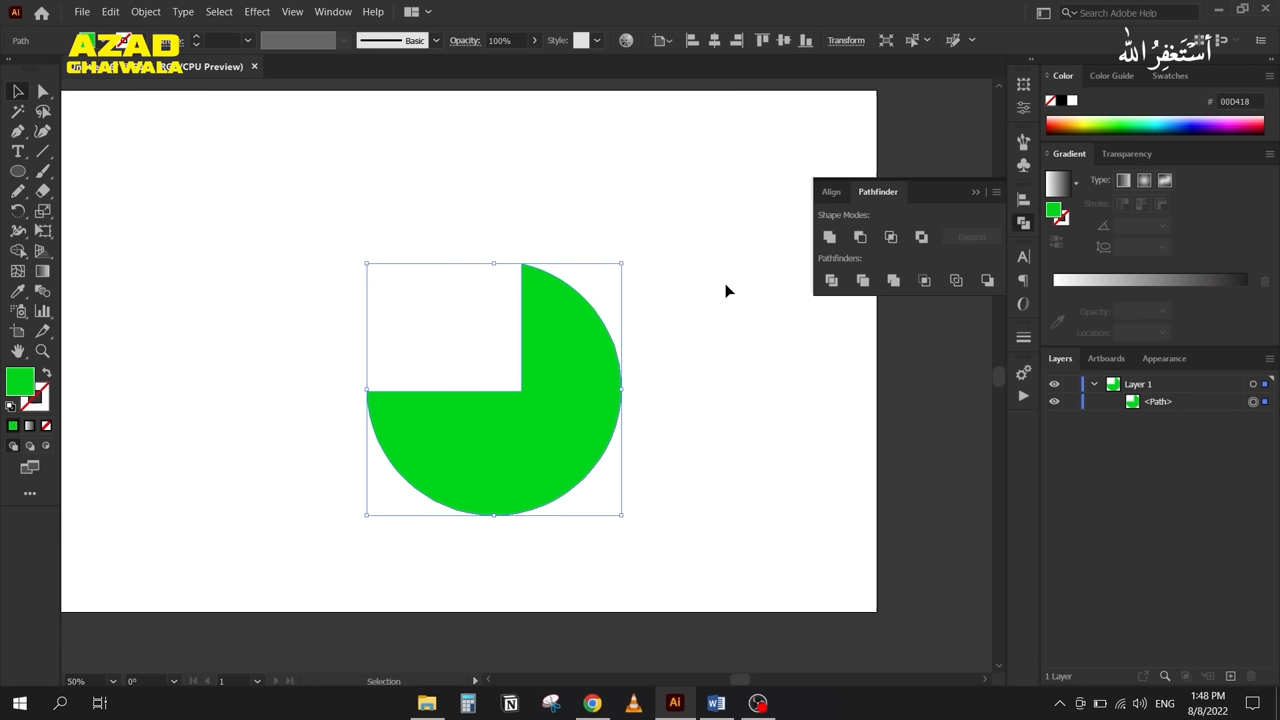 File Edit Object Type Select Effect View Window Help
Search Adobe Help
Path
Basic
Opacity: 100%
Style:
Transform
AZAD
CHAIWALA
(CPU Preview)
أستغفر الله
Color Color Guide Swatches
# 00D418
Gradient Transparency
Type:
Stroke:
Opacity:
Location:
Align Pathfinder
Shape Modes:
Expand
Pathfinders:
Layers Artboards Appearance
Layer 1
<Path>
1 Layer
50% 0° 1 Selection
ENG
1:48 PM
8/8/2022